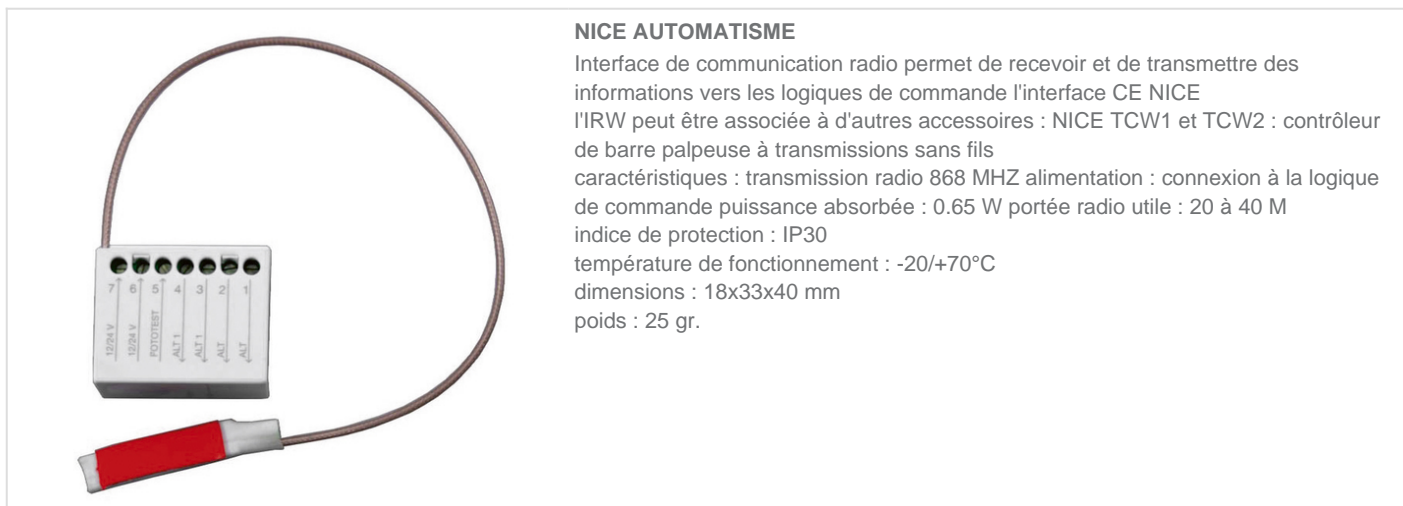 NICE AUTOMATISME
Interface de communication radio permet de recevoir et de transmettre des
informations vers les logiques de commande l'interface CE NICE
l'IRW peut être associée à d'autres accessoires : NICE TCW1 et TCW2 : contrôleur
de barre palpeuse à transmissions sans fils
caractéristiques : transmission radio 868 MHZ alimentation : connexion à la logique
de commande puissance absorbée : 0.65 W portée radio utile : 20 à 40 M
indice de protection : IP30
température de fonctionnement : -20/+70°C
dimensions : 18x33x40 mm
poids : 25 gr.
7 6 5 4 3 2 1
12/24 V
12/24 V
FOTOTEST
ALT 1
ALT 1
ALT
ALT